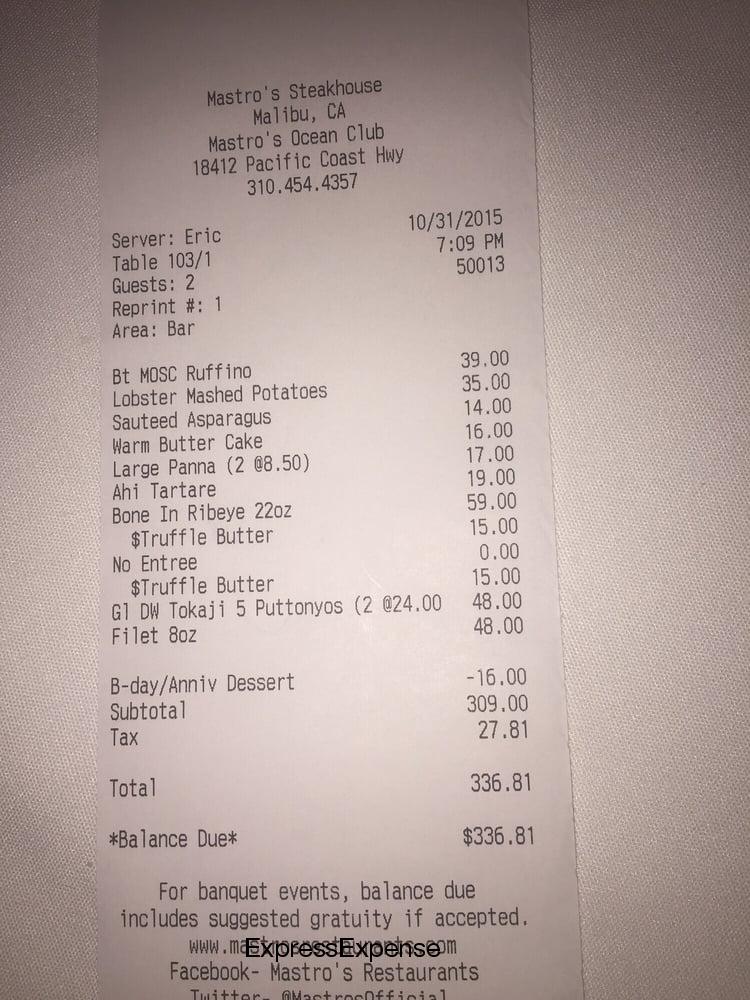 Mastro's Steakhouse
Malibu, CA
Mastro's Ocean Club
18412 Pacific Coast Hwy
310.454.4357
Server: Eric 10/31/2015
Table 103/1 7:09 PM
Guests: 2 50013
Reprint #: 1
Area: Bar
Bt MOSC Ruffino 39.00
Lobster Mashed Potatoes 35.00
Sauteed Asparagus 14.00
Warm Butter Cake 16.00
Large Panna (2 @8.50) 17.00
Ahi Tartare 19.00
Bone In Ribeye 22oz 59.00
$Truffle Butter 15.00
No Entree 0.00
$Truffle Butter 15.00
Gl DW Tokaji 5 Puttonyos (2 @24.00 48.00
Filet 8oz 48.00
B-day/Anniv Dessert -16.00
Subtotal 309.00
Tax 27.81
Total 336.81
*Balance Due* $336.81
For banquet events, balance due
includes suggested gratuity if accepted.
www.mastrosrestaurants.com
ExpressExpense
Facebook- Mastro's Restaurants
Twitter- @MastrosOfficial